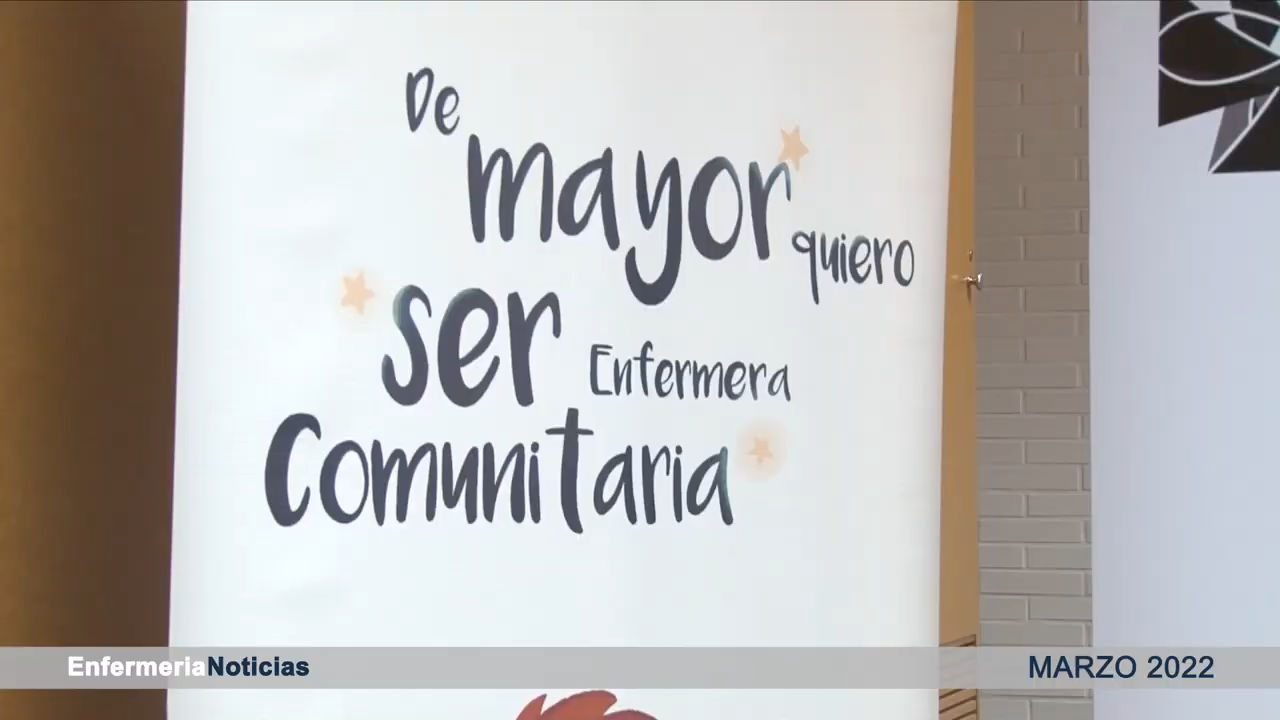 De
mayor quiero
ser Enfermera
Comunitaria
EnfermeriaNoticias
MARZO 2022